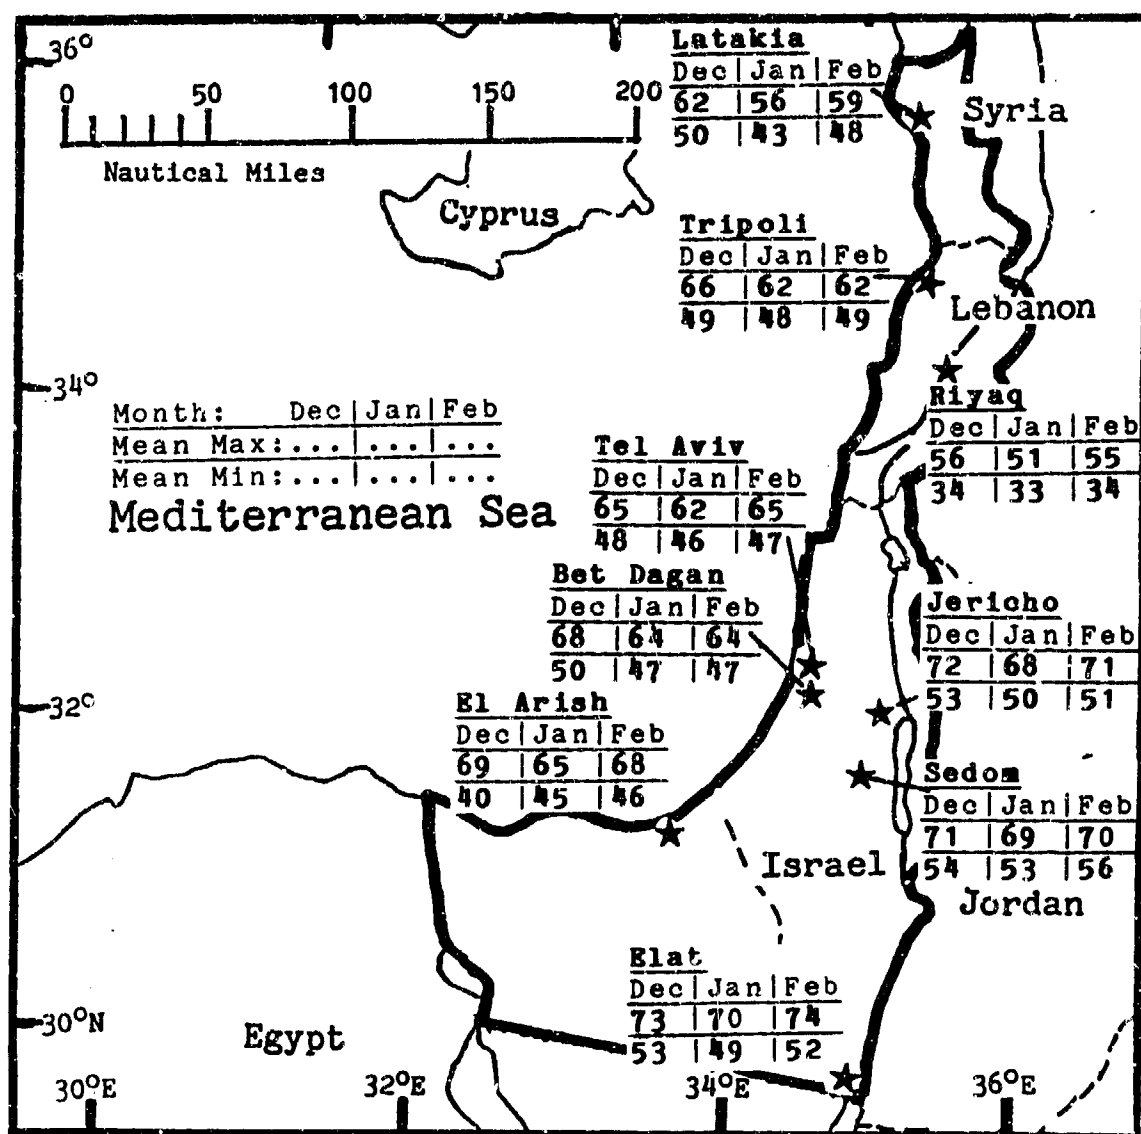 36°
0 50 100 150 200
Nautical Miles
Cyprus
Latakia
Dec|Jan|Feb
62 |56 |59
50 |43 |48
Syria
Tripoli
Dec|Jan|Feb
66 |62 |62
49 |48 |49
Lebanon
34°
Month: Dec|Jan|Feb
Mean Max:...|...|...
Mean Min:...|...|...
Mediterranean Sea
Riyaq
Dec|Jan|Feb
56 |51 |55
34 |33 |34
Tel Aviv
Dec|Jan|Feb
65 |62 |65
48 |46 |47
Bet Dagan
Dec|Jan|Feb
68 |64 |64
50 |47 |47
Jericho
Dec|Jan|Feb
72 |68 |71
53 |50 |51
32°
El Arish
Dec|Jan|Feb
69 |65 |68
40 |45 |46
Sedom
Dec|Jan|Feb
71 |69 |70
54 |53 |56
Israel
Jordan
Elat
Dec|Jan|Feb
73 |70 |74
53 |49 |52
30°N
Egypt
30°E 32°E 34°E 36°E